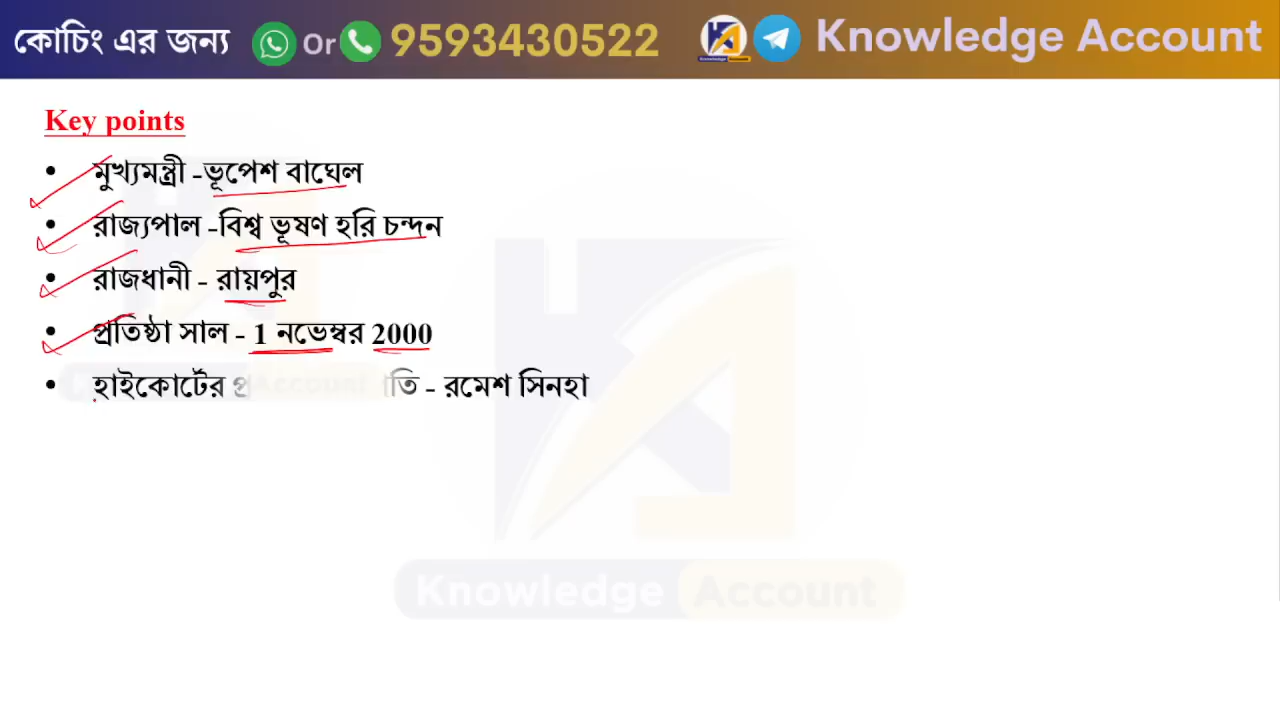 কোচিং এর জন্য Or 9593430522 Knowledge Account
Key points
• মুখ্যমন্ত্রী -ভূপেশ বাঘেল
• রাজ্যপাল -বিশ্ব ভূষণ হরি চন্দন
• রাজধানী - রায়পুর
• প্রতিষ্ঠা সাল - 1 নভেম্বর 2000
• হাইকোর্টের - রমেশ সিনহা
Knowledge Account